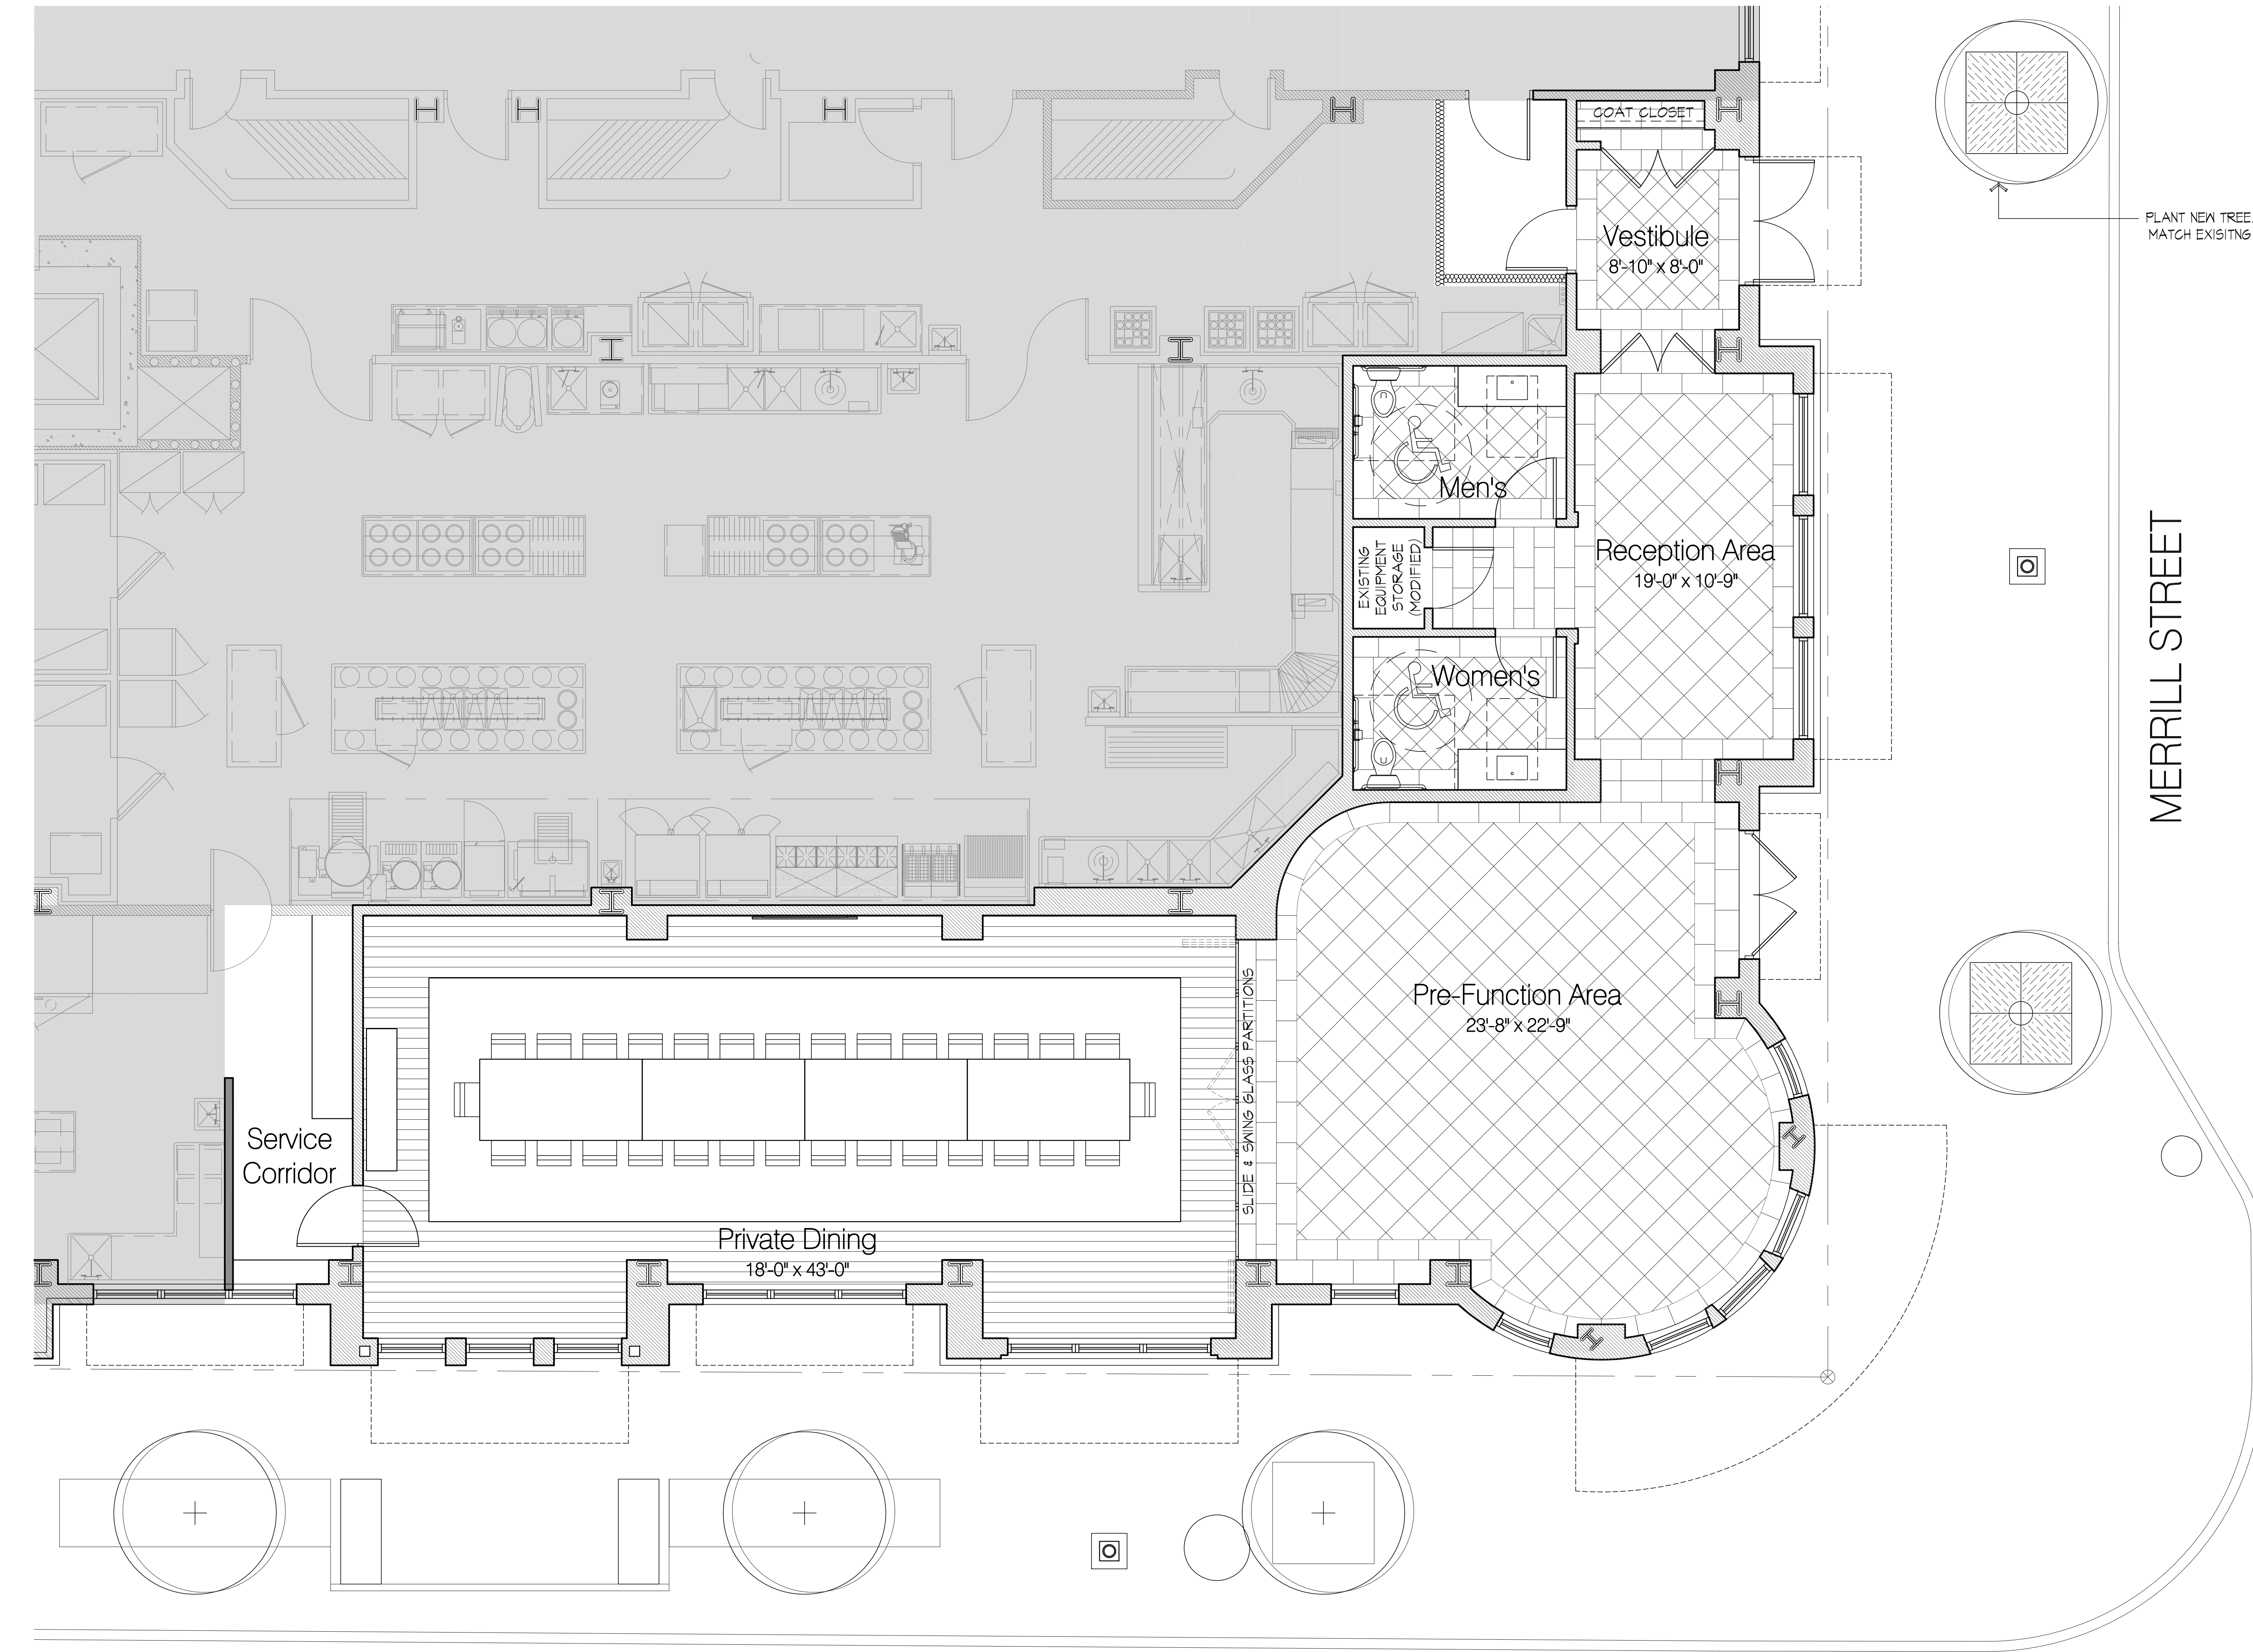 COAT CLOSET
PLANT NEW TREE.
MATCH EXISITNG
Vestibule
8'-10" x 8'-0"
Men's
EXISTING
EQUIPMENT
STORAGE
(MODIFIED)
Reception Area
19'-0" x 10'-9"
MERRILL STREET
Women's
Pre-Function Area
23'-8" x 22'-9"
SLIDE & SWING GLASS PARTITIONS
Service
Corridor
Private Dining
18'-0" x 43'-0"